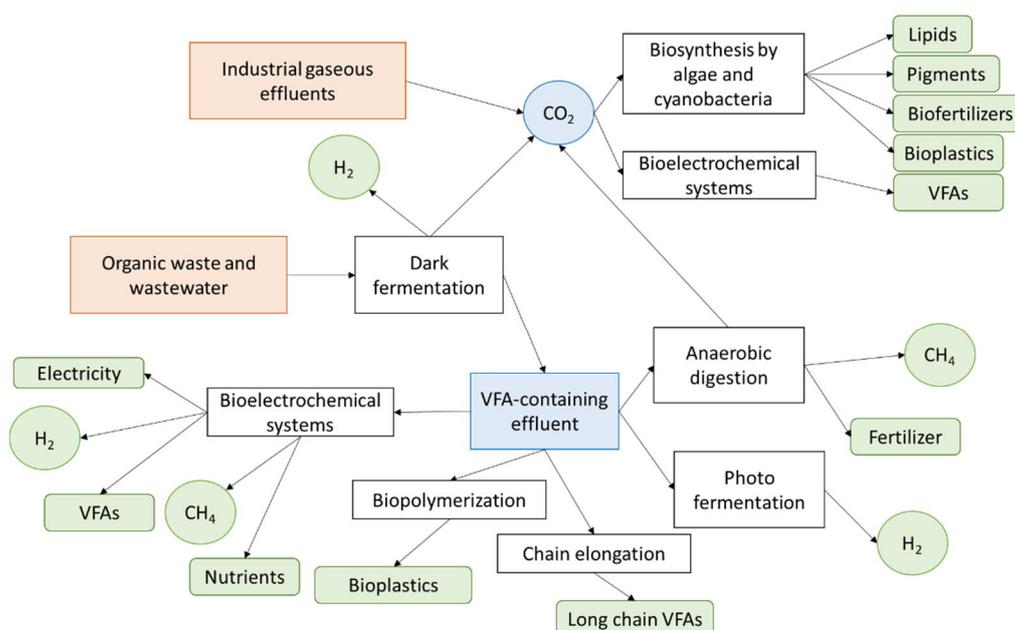 Industrial gaseous
effluents
CO₂
Biosynthesis by
algae and
cyanobacteria
Lipids
Pigments
Biofertilizers
Bioplastics
Bioelectrochemical
systems
VFAs
H₂
Organic waste and
wastewater
Dark
fermentation
Anaerobic
digestion
CH₄
Fertilizer
Electricity
Bioelectrochemical
systems
VFA-containing
effluent
H₂
VFAs
CH₄
Nutrients
Biopolymerization
Bioplastics
Chain elongation
Long chain VFAs
Photo
fermentation
H₂